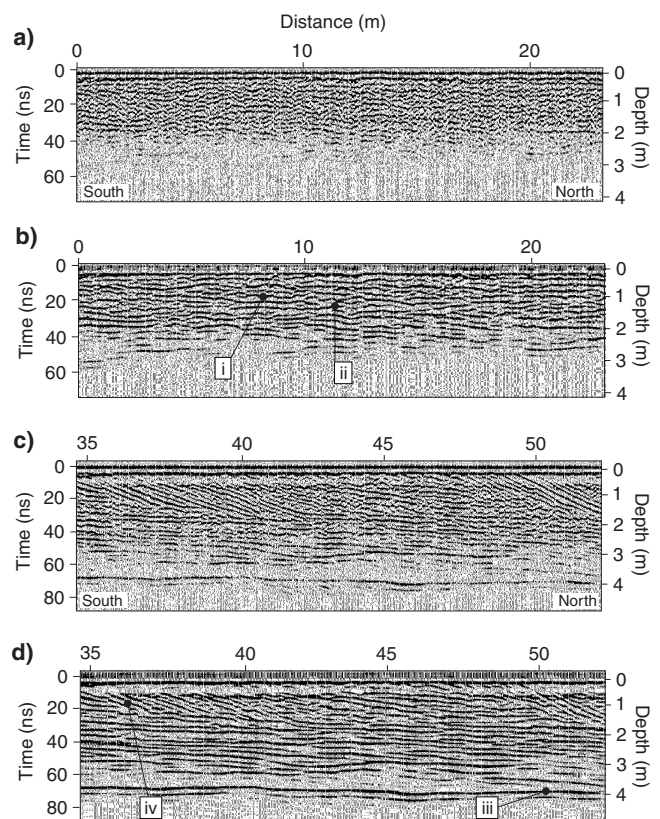 Distance (m)
a)
0 10 20
Time (ns)
0
20
40
60
Depth (m)
0
1
2
3
4
South North
b)
0 10 20
Time (ns)
0
20
40
60
Depth (m)
0
1
2
3
4
i ii
c)
35 40 45 50
Time (ns)
0
20
40
60
80
Depth (m)
0
1
2
3
4
South North
d)
35 40 45 50
Time (ns)
0
20
40
60
80
Depth (m)
0
1
2
3
4
iv iii